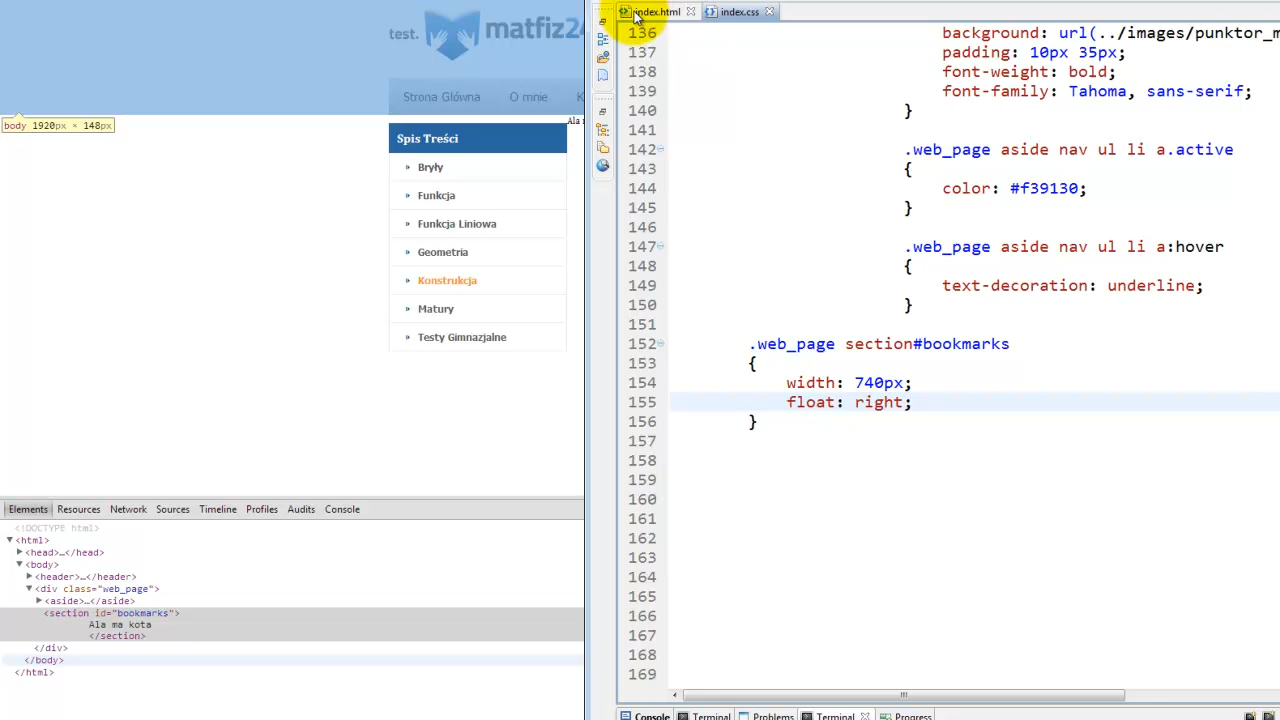 test. matfiz24
Strona Główna O mnie K
body 1920px × 148px
Ala
Spis Treści
Bryły
Funkcja
Funkcja Liniowa
Geometria
Konstrukcja
Matury
Testy Gimnazjalne
Elements Resources Network Sources Timeline Profiles Audits Console
<!DOCTYPE html>
<html>
<head>…</head>
<body>
<header>…</header>
<div class="web_page">
<aside>…</aside>
<section id="bookmarks">
Ala ma kota
</section>
</div>
</body>
</html>
index.html index.css
136 background: url(../images/punktor_m
137 padding: 10px 35px;
138 font-weight: bold;
139 font-family: Tahoma, sans-serif;
140 }
141
142 .web_page aside nav ul li a.active
143 {
144 color: #f39130;
145 }
146
147 .web_page aside nav ul li a:hover
148 {
149 text-decoration: underline;
150 }
151
152 .web_page section#bookmarks
153 {
154 width: 740px;
155 float: right;
156 }
157
158
159
160
161
162
163
164
165
166
167
168
169
Console Terminal Problems Terminal Progress